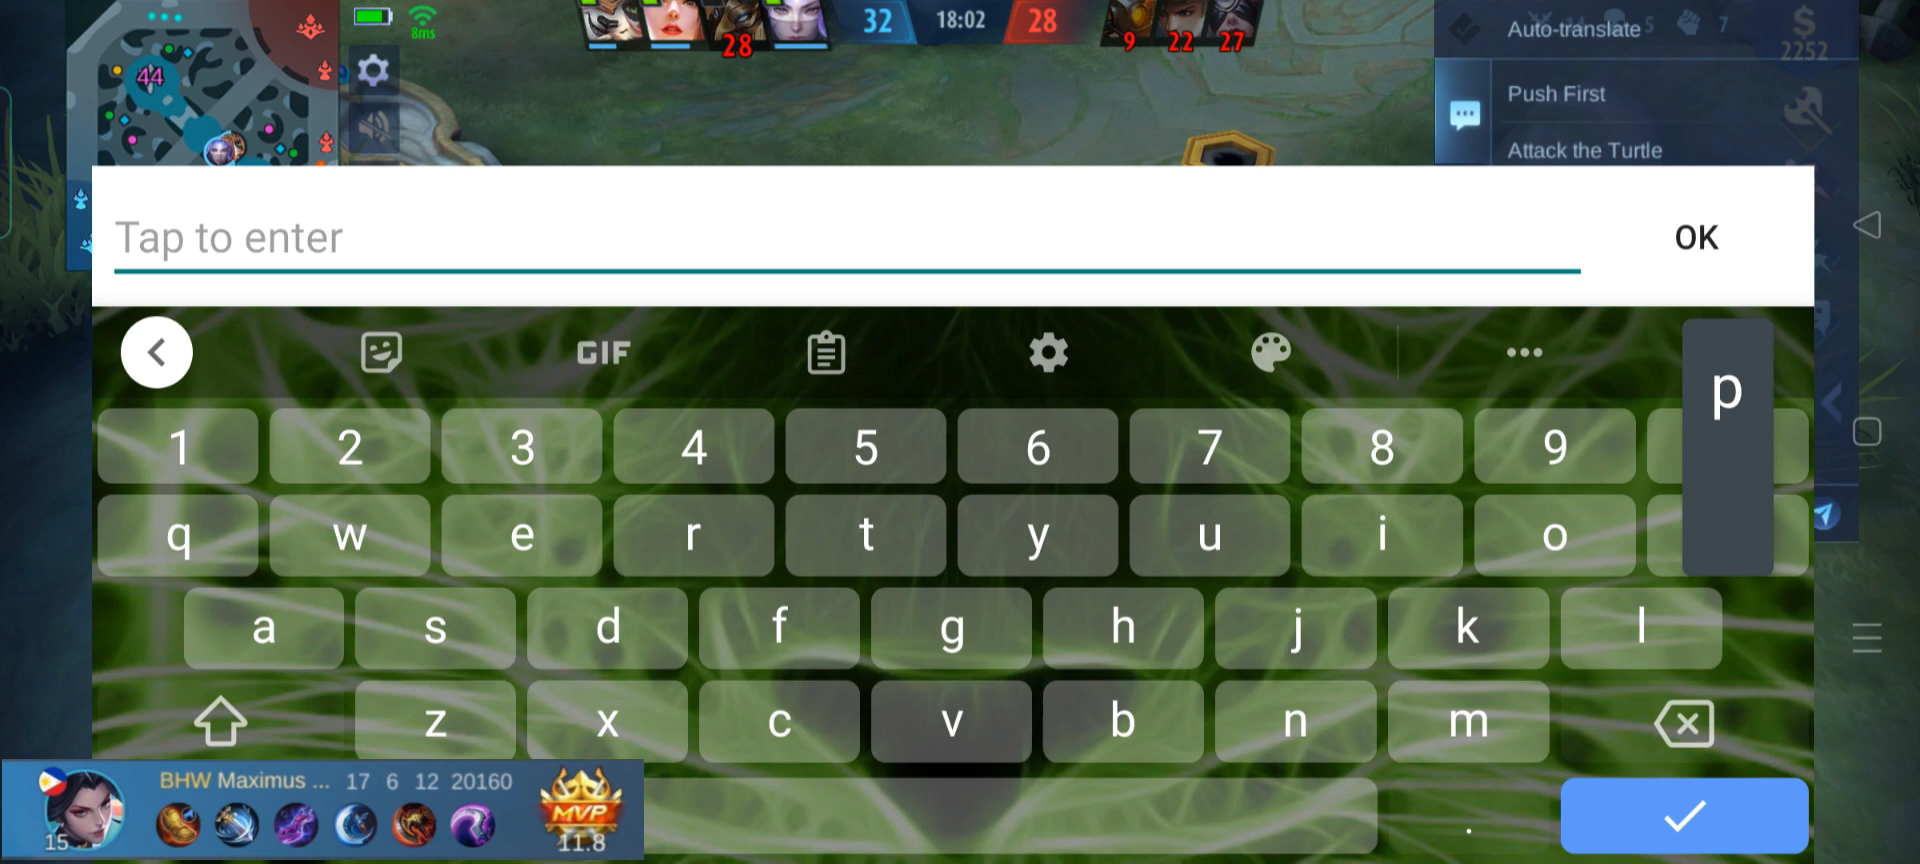 8ms
44
28
32
18:02
28
9
22
27
Auto-translate
5
7
2252
Push First
Attack the Turtle
Tap to enter
OK
GIF
p
1 2 3 4 5 6 7 8 9
q w e r t y u i o
a s d f g h j k l
z x c v b n m
.
BHW Maximus ... 17 6 12 20160
15
MVP
11.8